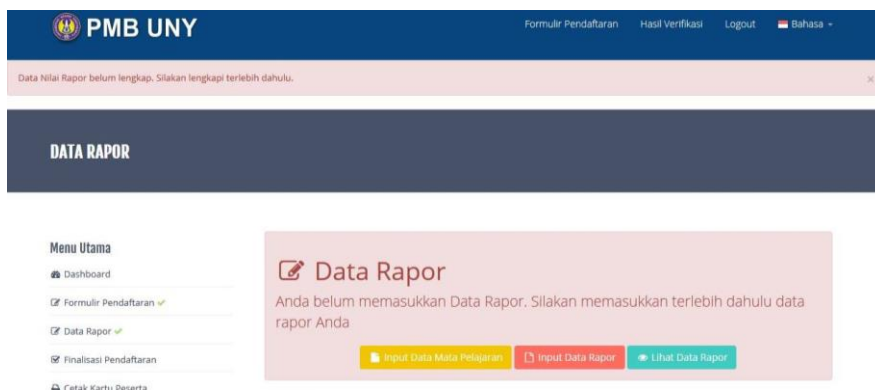 PMB UNY
Formulir Pendaftaran Hasil Verifikasi Logout Bahasa
Data Nilai Rapor belum lengkap. Silakan lengkapi terlebih dahulu. ×
DATA RAPOR
Menu Utama
Dashboard
Formulir Pendaftaran
Data Rapor
Finalisasi Pendaftaran
Cetak Kartu Peserta
Data Rapor
Anda belum memasukkan Data Rapor. Silakan memasukkan terlebih dahulu data
rapor Anda
Input Data Mata Pelajaran Input Data Rapor Lihat Data Rapor